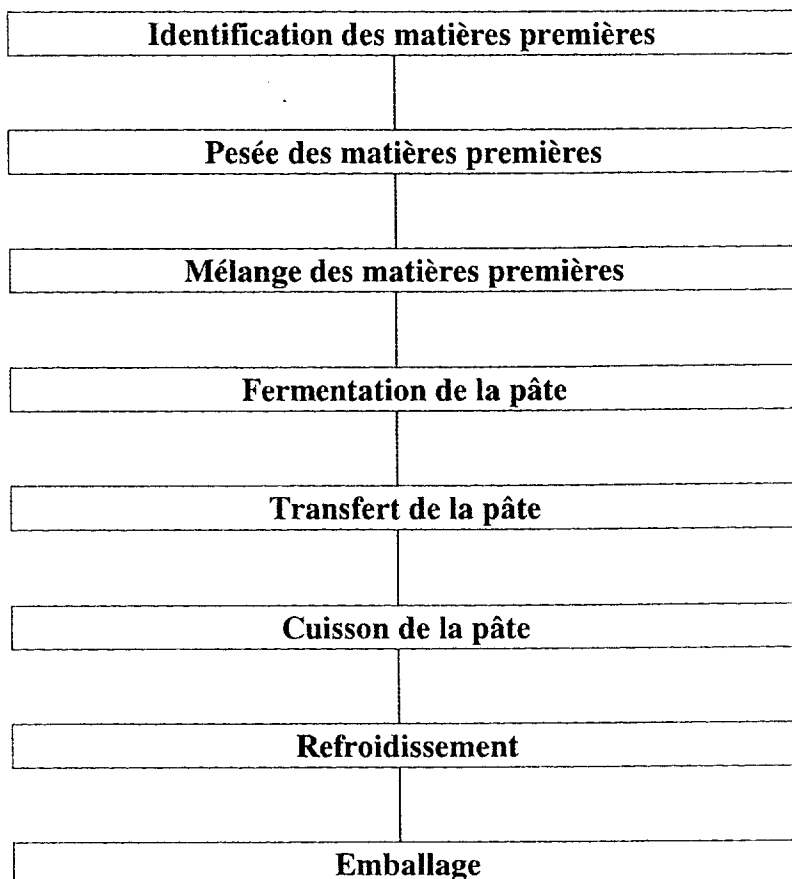 Identification des matières premières
Pesée des matières premières
Mélange des matières premières
Fermentation de la pâte
Transfert de la pâte
Cuisson de la pâte
Refroidissement
Emballage